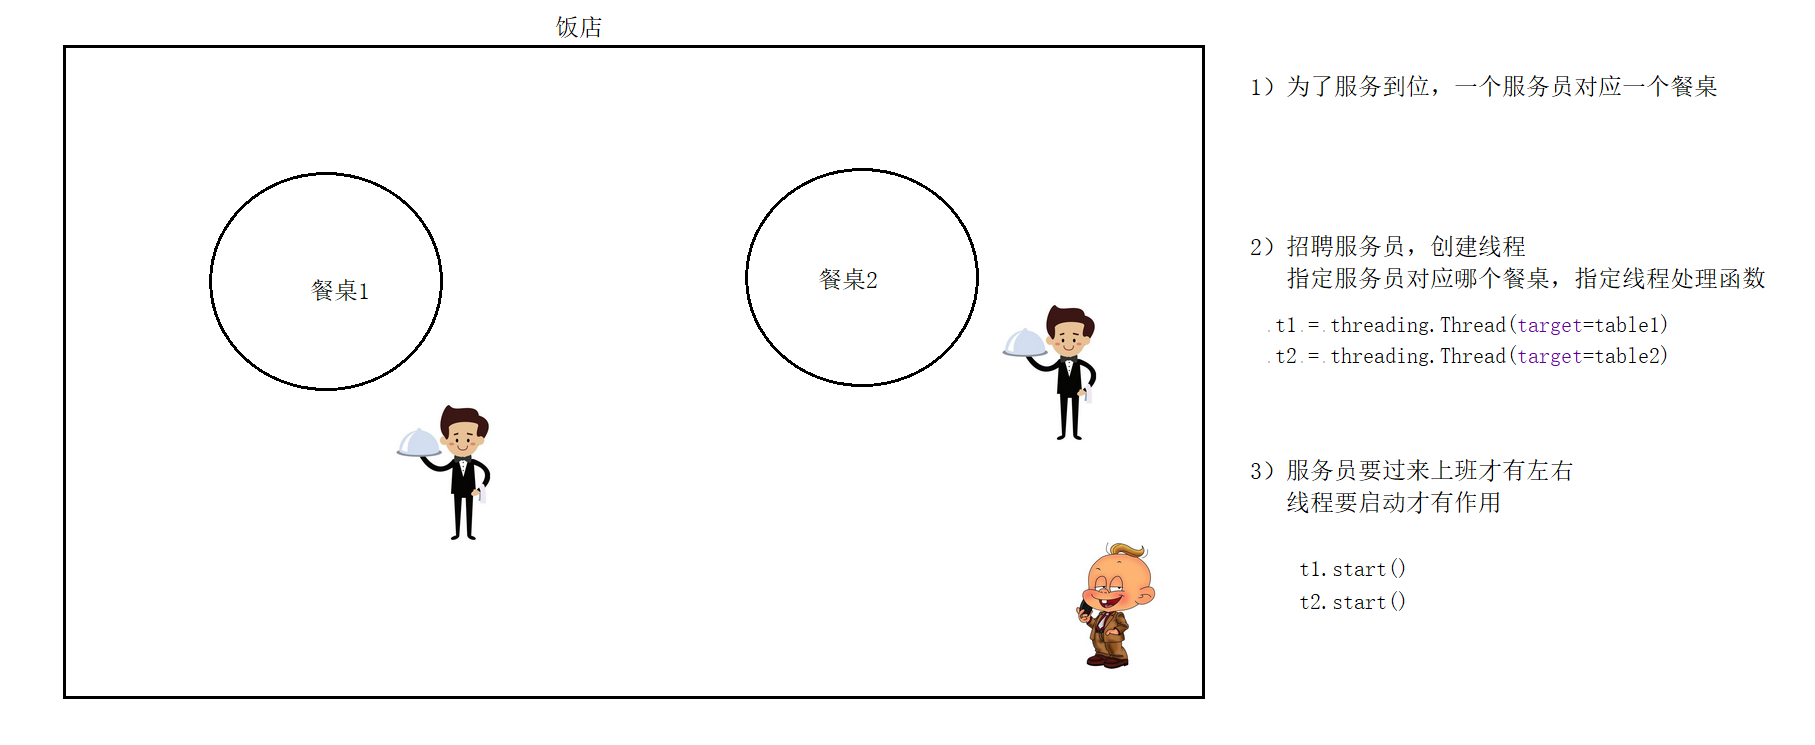 饭店
1）为了服务到位，一个服务员对应一个餐桌
餐桌1
餐桌2
2）招聘服务员，创建线程
指定服务员对应哪个餐桌，指定线程处理函数
t1 = threading.Thread(target=table1)
t2 = threading.Thread(target=table2)
3）服务员要过来上班才有左右
线程要启动才有作用
t1.start()
t2.start()